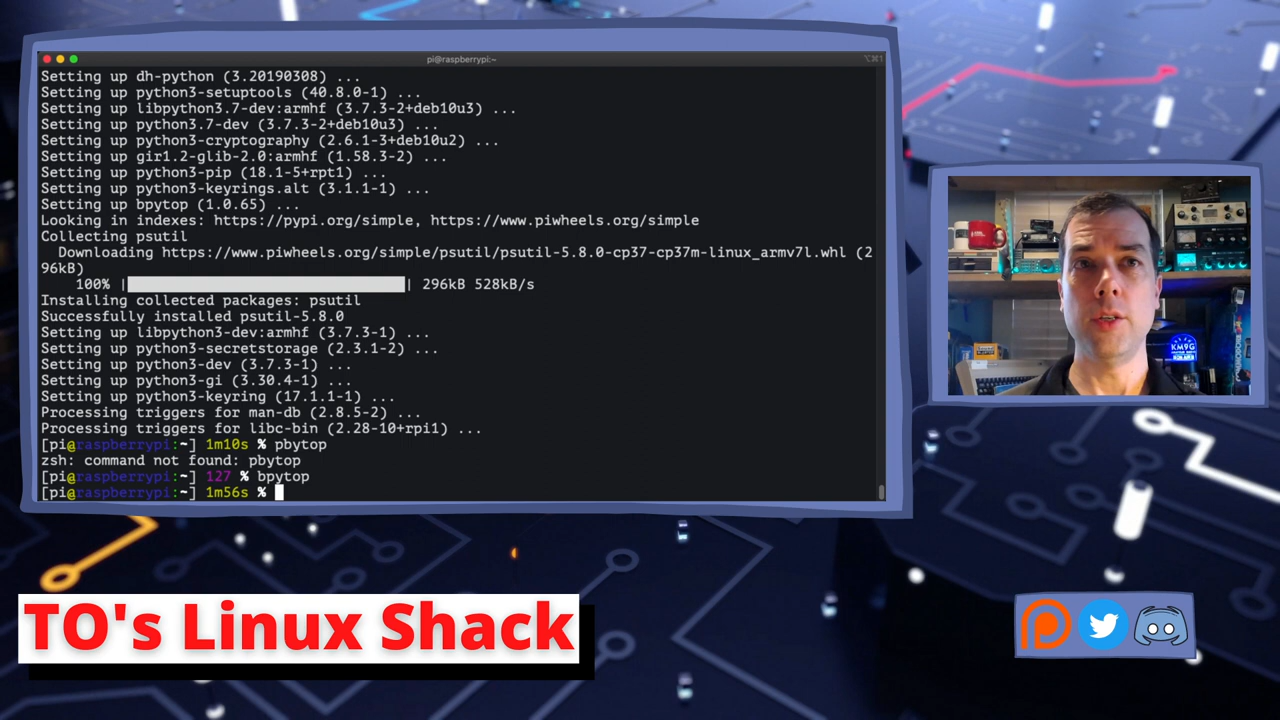 pi@raspberrypi:~
⌥⌘1
Setting up dh-python (3.20190308) ...
Setting up python3-setuptools (40.8.0-1) ...
Setting up libpython3.7-dev:armhf (3.7.3-2+deb10u3) ...
Setting up python3.7-dev (3.7.3-2+deb10u3) ...
Setting up python3-cryptography (2.6.1-3+deb10u2) ...
Setting up gir1.2-glib-2.0:armhf (1.58.3-2) ...
Setting up python3-pip (18.1-5+rpt1) ...
Setting up python3-keyrings.alt (3.1.1-1) ...
Setting up bpytop (1.0.65) ...
Looking in indexes: https://pypi.org/simple, https://www.piwheels.org/simple
Collecting psutil
  Downloading https://www.piwheels.org/simple/psutil/psutil-5.8.0-cp37-cp37m-linux_armv7l.whl (2
96kB)
    100% || 296kB 528kB/s
Installing collected packages: psutil
Successfully installed psutil-5.8.0
Setting up libpython3-dev:armhf (3.7.3-1) ...
Setting up python3-secretstorage (2.3.1-2) ...
Setting up python3-dev (3.7.3-1) ...
Setting up python3-gi (3.30.4-1) ...
Setting up python3-keyring (17.1.1-1) ...
Processing triggers for man-db (2.8.5-2) ...
Processing triggers for libc-bin (2.28-10+rpi1) ...
[pi@raspberrypi:~] 1m10s % pbytop
zsh: command not found: pbytop
[pi@raspberrypi:~] 127 % bpytop
[pi@raspberrypi:~] 1m56s %
KM9G
TO's Linux Shack